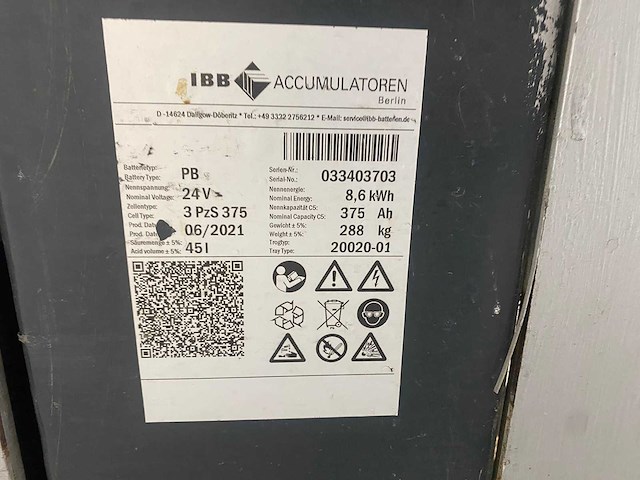 IBB ACCUMULATOREN
Berlin
D -14624 Dallgow-Döberitz * Tel.: +49 3322 2756212 * E-Mail: service@ibb-batterien.de
Batterietyp:
Battery Type: PB
Nennspannung:
Nominal Voltage: 24 V
Zellentype:
Cell Type: 3 PzS 375
Prod. Datum
Prod. Date 06/2021
Säuremenge ± 5%:
Acid volume ± 5%: 45 l
Serien-Nr.:
Serial-No.: 033403703
Nennenergie:
Nominal Energy: 8,6 kWh
Nennkapazität C5:
Nominal Capacity C5: 375 Ah
Gewicht ± 5%:
Weight ± 5%: 288 kg
Trogtyp:
Tray Type: 20020-01